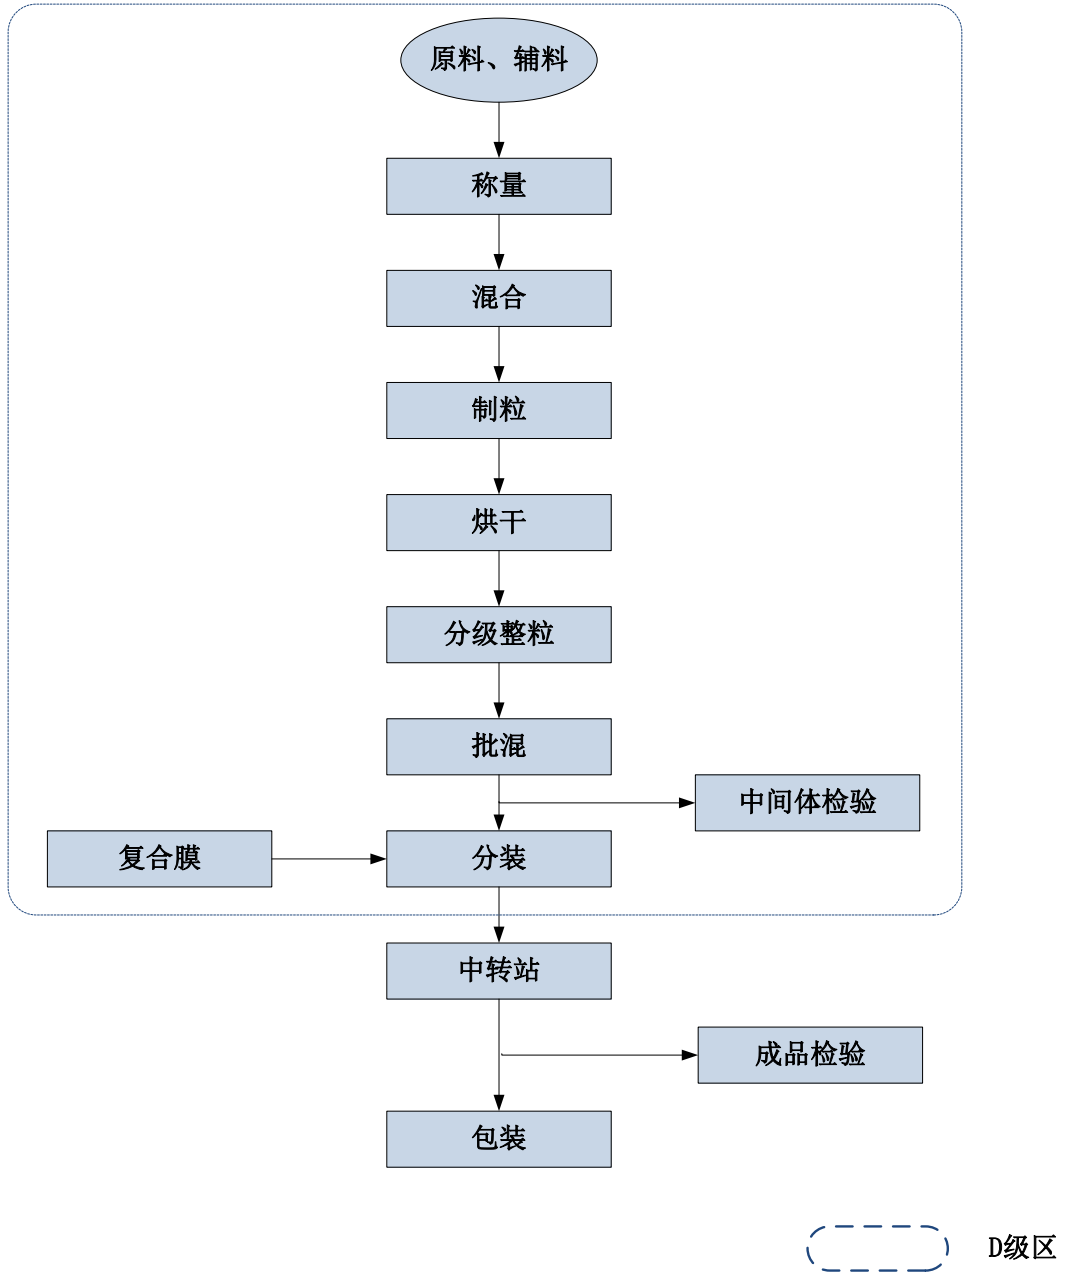 原料、辅料
称量
混合
制粒
烘干
分级整粒
批混
中间体检验
复合膜
分装
中转站
成品检验
包装
D级区